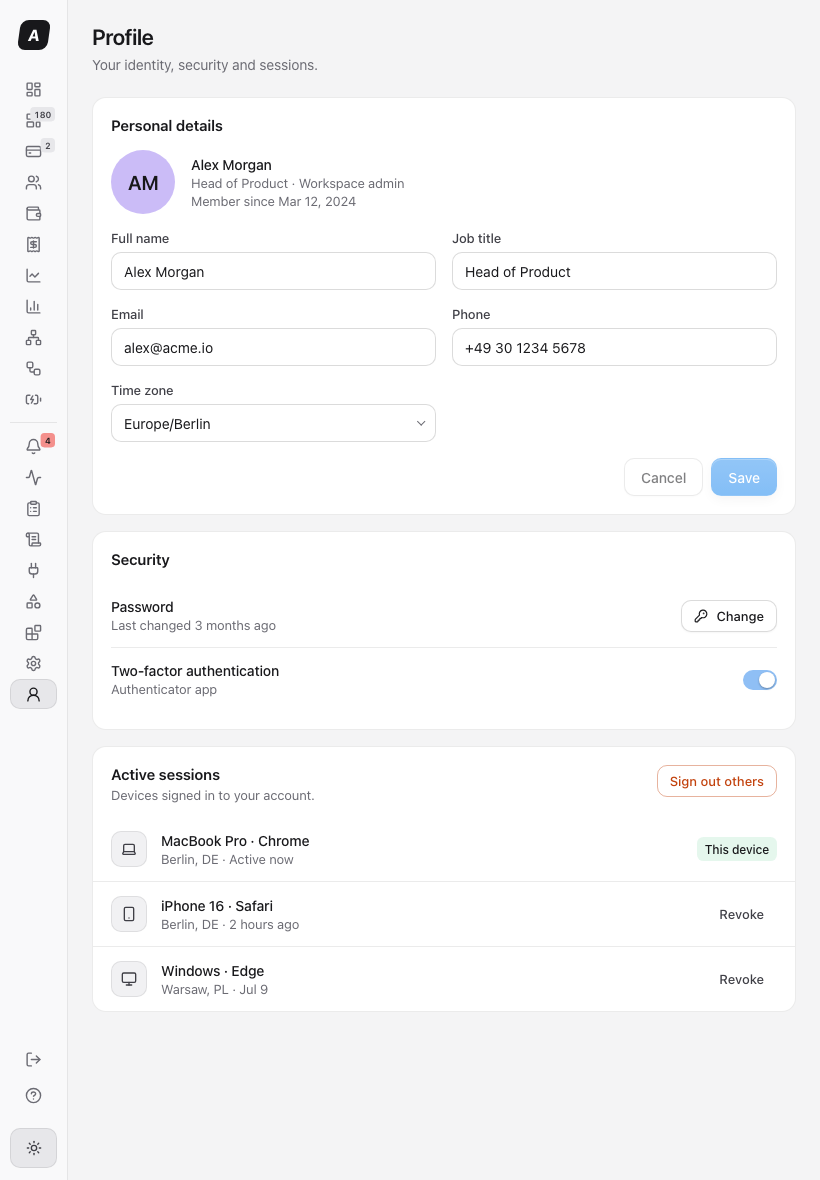 A
180
2
4
Profile
Your identity, security and sessions.
Personal details
AM
Alex Morgan
Head of Product · Workspace admin
Member since Mar 12, 2024
Full name
Job title
Alex Morgan
Head of Product
Email
Phone
alex@acme.io
+49 30 1234 5678
Time zone
Europe/Berlin
Cancel
Save
Security
Password
Last changed 3 months ago
Change
Two-factor authentication
Authenticator app
Active sessions
Devices signed in to your account.
Sign out others
MacBook Pro · Chrome
Berlin, DE · Active now
This device
iPhone 16 · Safari
Berlin, DE · 2 hours ago
Revoke
Windows · Edge
Warsaw, PL · Jul 9
Revoke